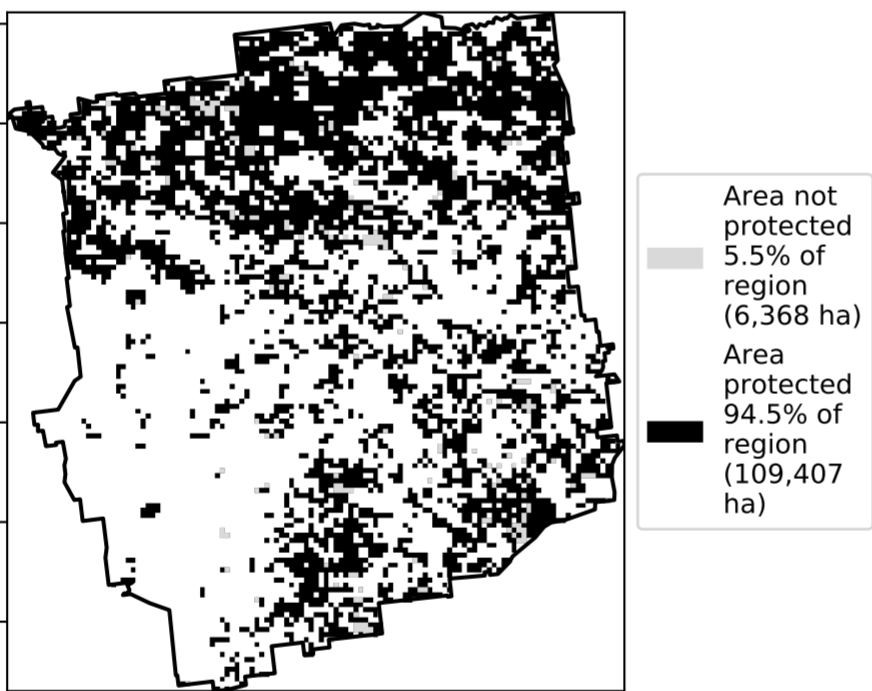 Area not
protected
5.5% of
region
(6,368 ha)
Area
protected
94.5% of
region
(109,407
ha)